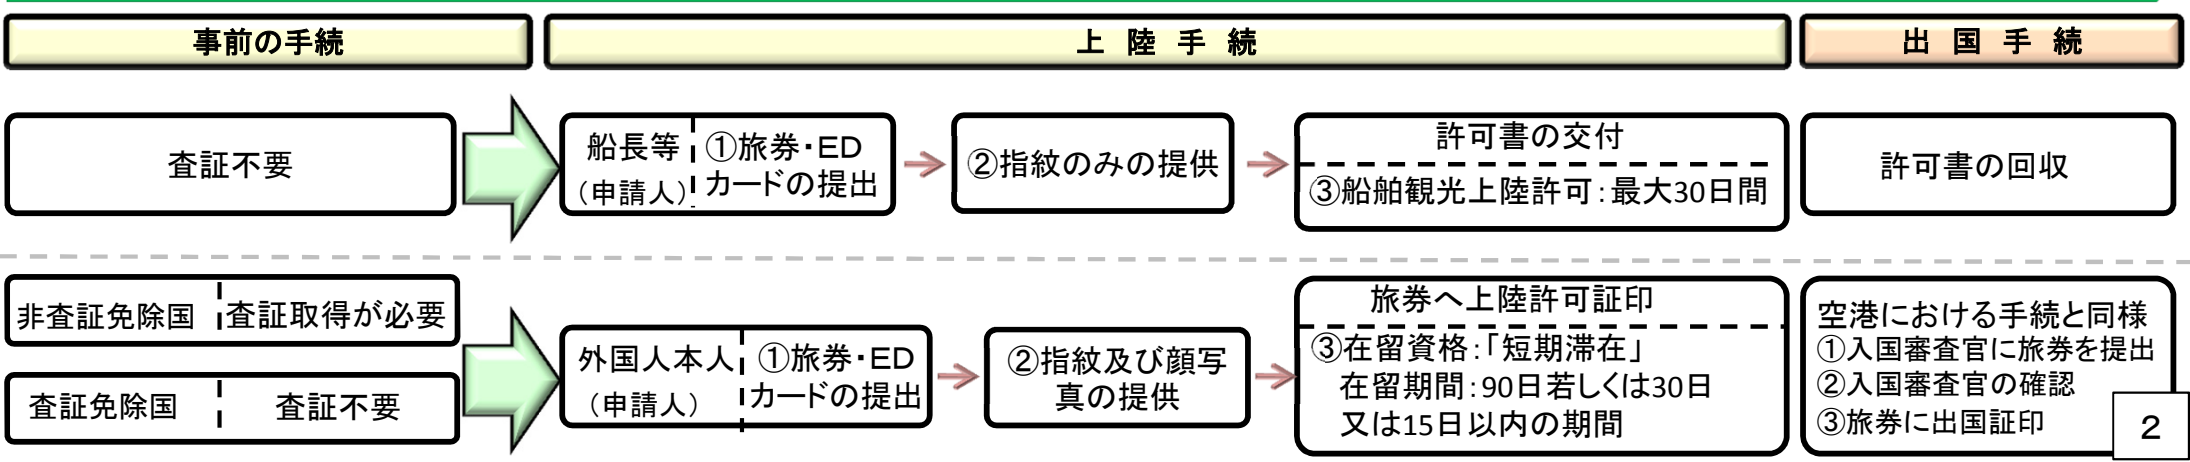 事前の手続
上 陸 手 続
出 国 手 続
査証不要
船長等
（申請人）
①旅券・ED
カードの提出
②指紋のみの提供
許可書の交付
③船舶観光上陸許可：最大30日間
許可書の回収
非査証免除国
査証取得が必要
査証免除国
査証不要
外国人本人
（申請人）
①旅券・ED
カードの提出
②指紋及び顔写
真の提供
旅券へ上陸許可証印
③在留資格：「短期滞在」
在留期間：90日若しくは30日
又は15日以内の期間
空港における手続と同様
①入国審査官に旅券を提出
②入国審査官の確認
③旅券に出国証印
2